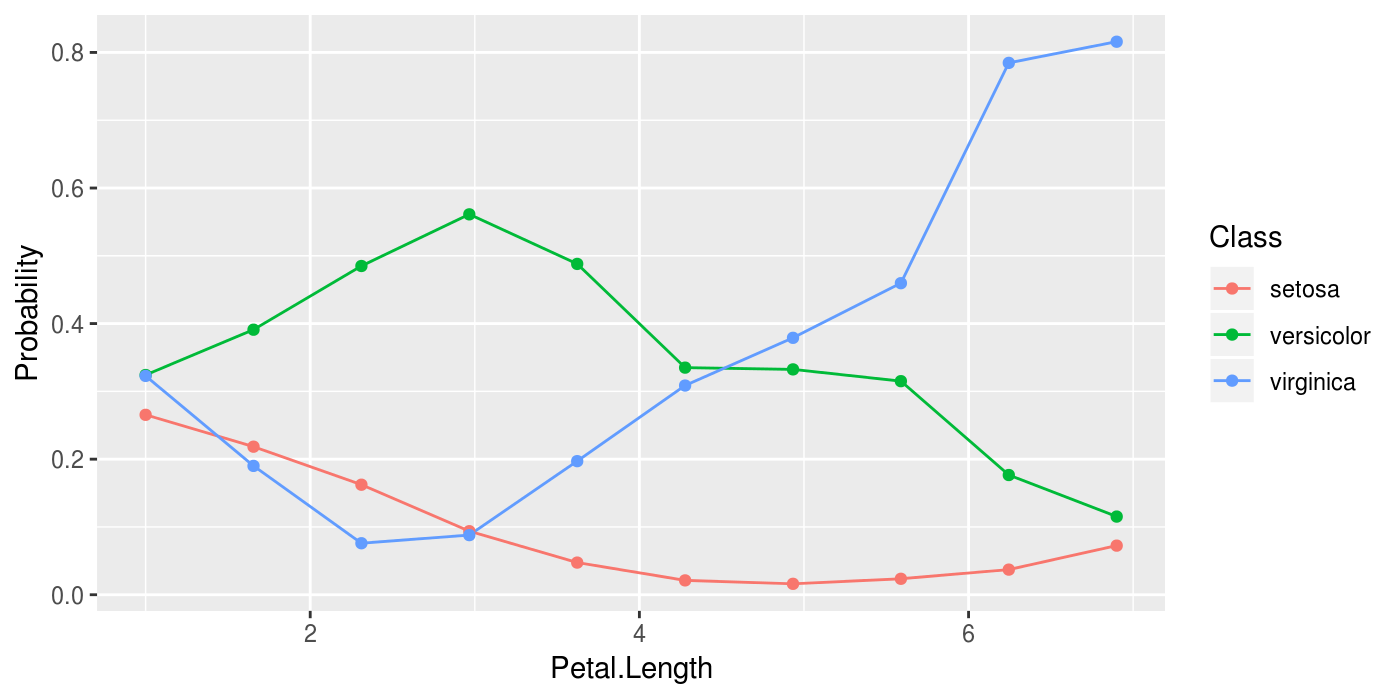 0.8
0.6
0.4
0.2
0.0
Probability
2 4 6
Petal.Length
Class
setosa
versicolor
virginica